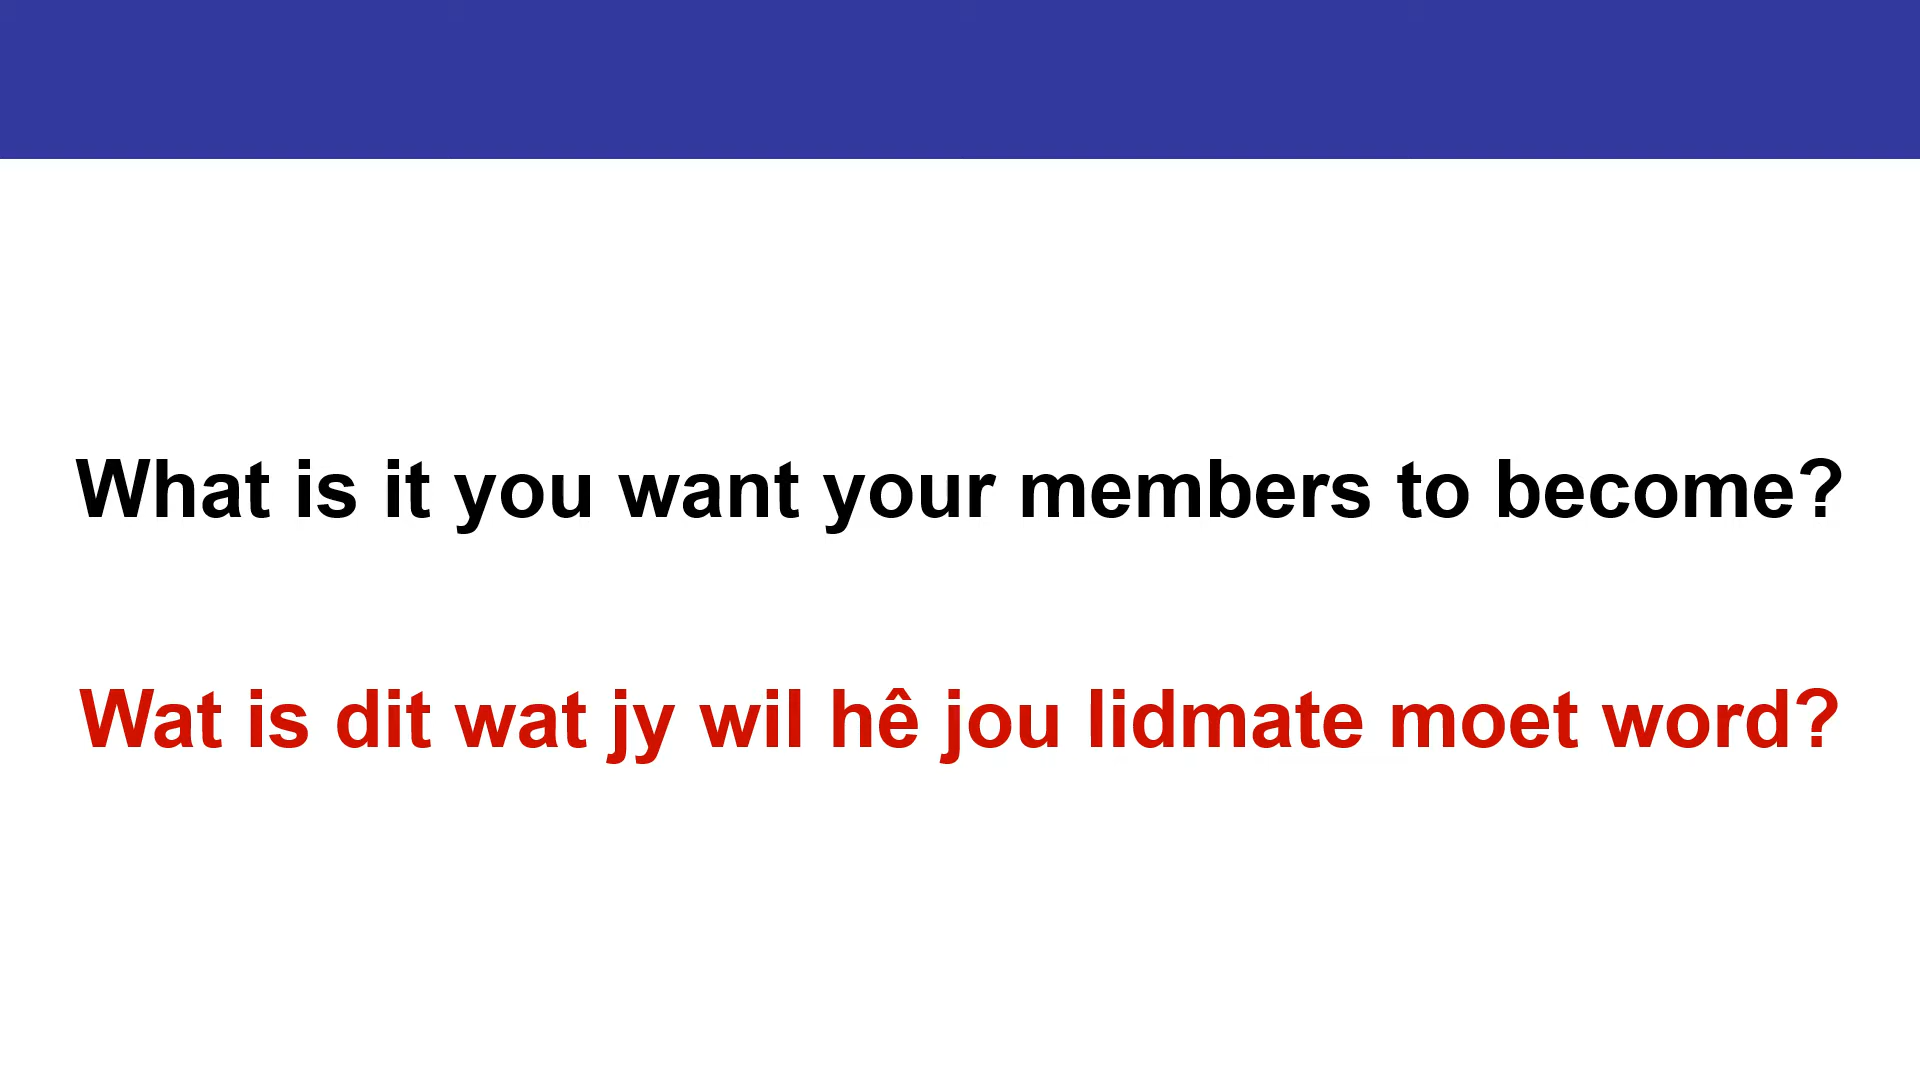 What is it you want your members to become?
Wat is dit wat jy wil hê jou lidmate moet word?